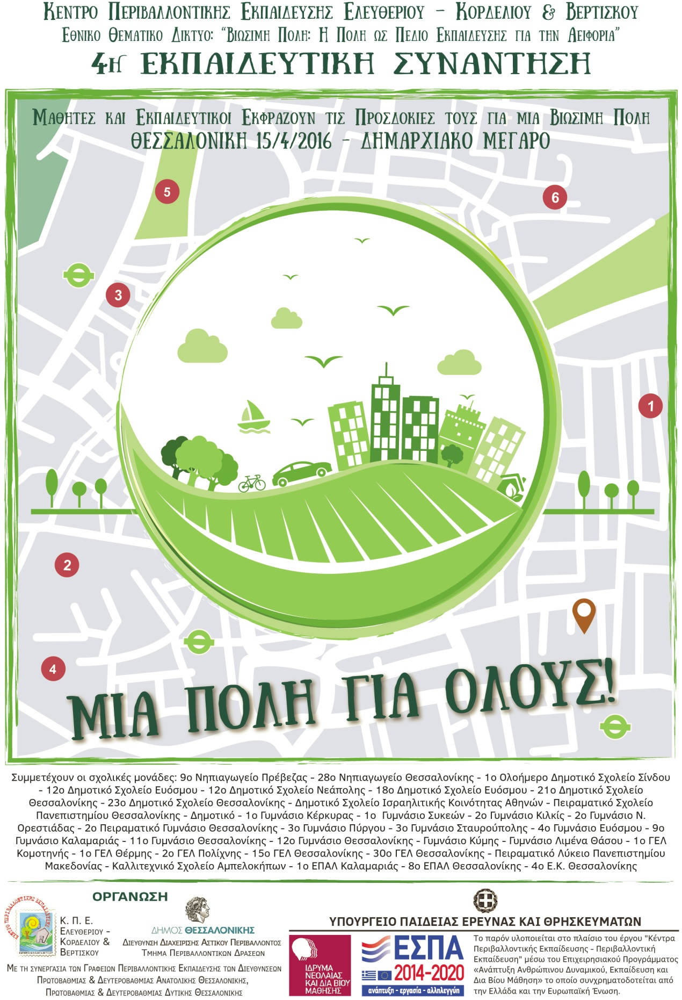 Κεντρο Περιβαλλοντικης Εκπαιδευσης Ελευθεριου – Κορδελιου & Βερτισκου
Εθνικο Θεματικο Δικτυο: “Βιωσιμη Πολη: Η Πολη ως Πεδιο Εκπαιδευσης για την Αειφορια”
4η ΕΚΠΑΙΔΕΥΤΙΚΗ ΣΥΝΑΝΤΗΣΗ
Μαθητες και Εκπαιδευτικοι Εκφραζουν τις Προσδοκιες τους για μια Βιωσιμη Πολη
ΘΕΣΣΑΛΟΝΙΚΗ 15/4/2016 – ΔΗΜΑΡΧΙΑΚΟ ΜΕΓΑΡΟ
5
6
3
1
2
4
ΜΙΑ ΠΟΛΗ ΓΙΑ ΟΛΟΥΣ!
Συμμετέχουν οι σχολικές μονάδες: 9ο Νηπιαγωγείο Πρέβεζας – 28ο Νηπιαγωγείο Θεσσαλονίκης – 1ο Ολοήμερο Δημοτικό Σχολείο Σίνδου
– 12ο Δημοτικό Σχολείο Ευόσμου – 12ο Δημοτικό Σχολείο Νεάπολης – 18ο Δημοτικό Σχολείο Ευόσμου – 21ο Δημοτικό Σχολείο
Θεσσαλονίκης – 23ο Δημοτικό Σχολείο Θεσσαλονίκης – Δημοτικό Σχολείο Ισραηλιτικής Κοινότητας Αθηνών – Πειραματικό Σχολείο
Πανεπιστημίου Θεσσαλονίκης – Δημοτικό – 1ο Γυμνάσιο Κέρκυρας – 1ο Γυμνάσιο Συκεών – 2ο Γυμνάσιο Κιλκίς – 2ο Γυμνάσιο Ν.
Ορεστιάδας – 2ο Πειραματικό Γυμνάσιο Θεσσαλονίκης – 3ο Γυμνάσιο Πύργου – 3ο Γυμνάσιο Σταυρούπολης – 4ο Γυμνάσιο Ευόσμου – 9ο
Γυμνάσιο Καλαμαριάς – 11ο Γυμνάσιο Θεσσαλονίκης – 12ο Γυμνάσιο Θεσσαλονίκης – Γυμνάσιο Κύμης – Γυμνάσιο Λιμένα Θάσου – 1ο ΓΕΛ
Κομοτηνής – 1ο ΓΕΛ Θέρμης – 2ο ΓΕΛ Πολίχνης – 15ο ΓΕΛ Θεσσαλονίκης – 30ο ΓΕΛ Θεσσαλονίκης – Πειραματικό Λύκειο Πανεπιστημίου
Μακεδονίας – Καλλιτεχνικό Σχολείο Αμπελοκήπων – 1ο ΕΠΑΛ Καλαμαριάς – 8ο ΕΠΑΛ Θεσσαλονίκης – 4ο Ε.Κ. Θεσσαλονίκης
ΟΡΓΑΝΩΣΗ
ΚΕΝΤΡΟ ΠΕΡΙΒΑΛΛΟΝΤΙΚΗΣ ΕΚΠΑΙΔΕΥΣΗΣ
Κ. Π. Ε.
Ελευθεριου –
Κορδελιου &
Βερτισκου
ΔΗΜΟΣ ΘΕΣΣΑΛΟΝΙΚΗΣ
Διευθυνση Διαχειρισης Αστικου Περιβαλλοντος
Τμημα Περιβαλλοντικων Δρασεων
Με τη συνεργασια των Γραφειων Περιβαλλοντικης Εκπαιδευσης των Διευθυνσεων
Πρωτοβαθμιας & Δευτεροβαθμιας Ανατολικης Θεσσαλονικης,
Πρωτοβαθμιας & Δευτεροβαθμιας Δυτικης Θεσσαλονικης
ΥΠΟΥΡΓΕΙΟ ΠΑΙΔΕΙΑΣ ΕΡΕΥΝΑΣ ΚΑΙ ΘΡΗΣΚΕΥΜΑΤΩΝ
ΙΔΡΥΜΑ
ΝΕΟΛΑΙΑΣ
ΚΑΙ ΔΙΑ ΒΙΟΥ
ΜΑΘΗΣΗΣ
ΕΣΠΑ
2014-2020
ανάπτυξη - εργασία - αλληλεγγύη
Το παρόν υλοποιείται στο πλαίσιο του έργου "Κέντρα
Περιβαλλοντικής Εκπαίδευσης - Περιβαλλοντική
Εκπαίδευση" μέσω του Επιχειρησιακού Προγράμματος
«Ανάπτυξη Ανθρώπινου Δυναμικού, Εκπαίδευση και
Δια Βίου Μάθηση» το οποίο συνχρηματοδοτείται από
την Ελλάδα και την Ευρωπαϊκή Ένωση.